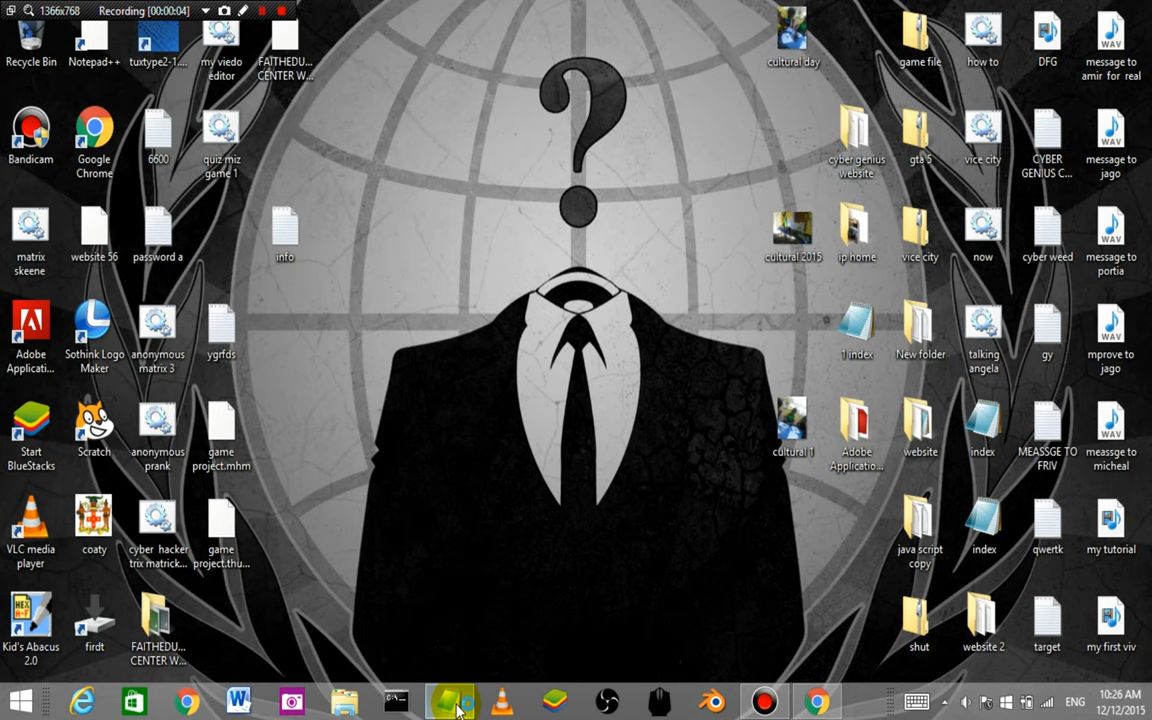 1366x768 Recording [00:00:04]
Recycle Bin
Notepad++
tuxtype2-1....
my viedo
editor
FAITHEDU...
CENTER W...
cultural day
game file
how to
DFG
message to
amir for real
Bandicam
Google
Chrome
6600
quiz miz
game 1
cyber genius
website
gta 5
vice city
CYBER
GENIUS C...
message to
jago
matrix
skeene
website 56
password a
info
cultural 2015
ip home
vice city
now
cyber weed
message to
portia
Adobe
Applicati...
Sothink Logo
Maker
anonymous
matrix 3
ygrfds
1 index
New folder
talking
angela
gy
mprove to
jago
Start
BlueStacks
Scratch
anonymous
prank
game
project.mhm
cultural 1
Adobe
Applicatio...
website
index
MEASSGE TO
FRIV
message to
micheal
VLC media
player
coaty
cyber hacker
trix matrick...
game
project.thu...
java script
copy
index
qwertk
my tutorial
HEX
A-F
Kid's Abacus
2.0
firdt
FAITHEDU...
CENTER W...
shut
website 2
target
my first viv
ENG
10:26 AM
12/12/2015